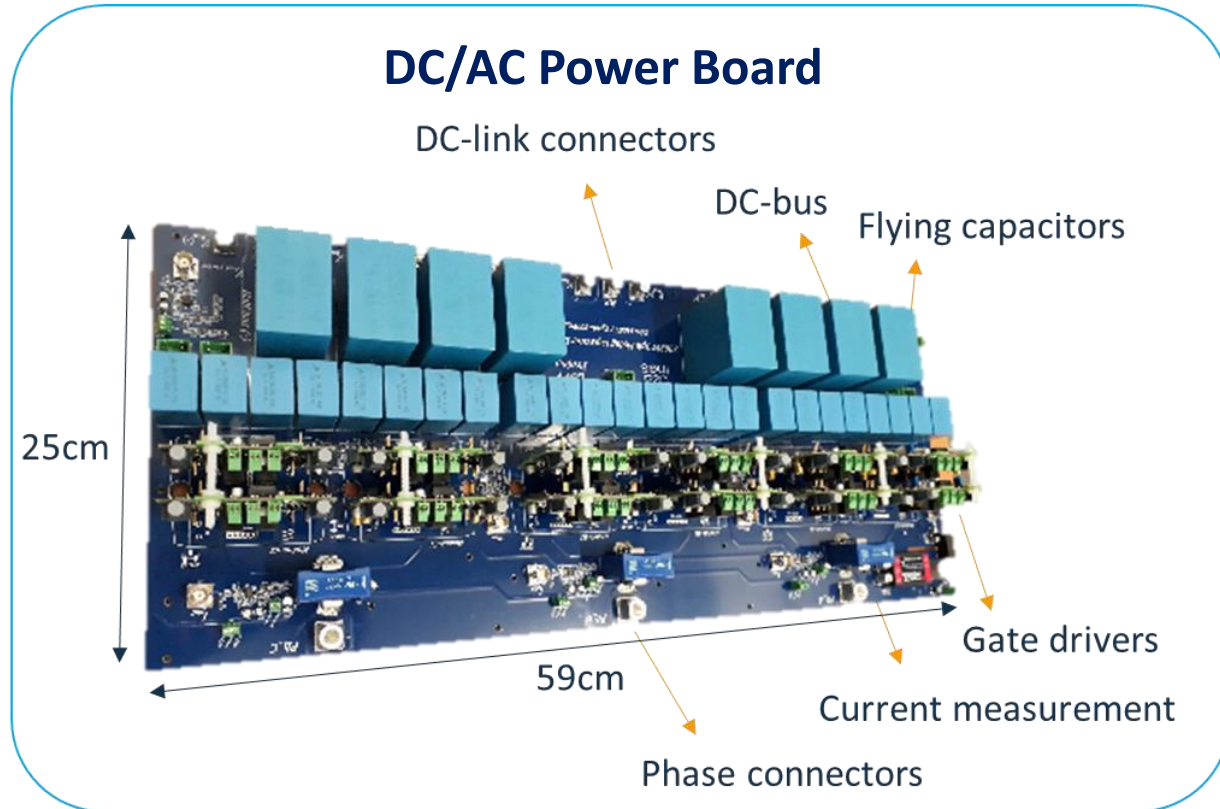 DC/AC Power Board
DC-link connectors
DC-bus
Flying capacitors
25cm
59cm
Gate drivers
Current measurement
Phase connectors